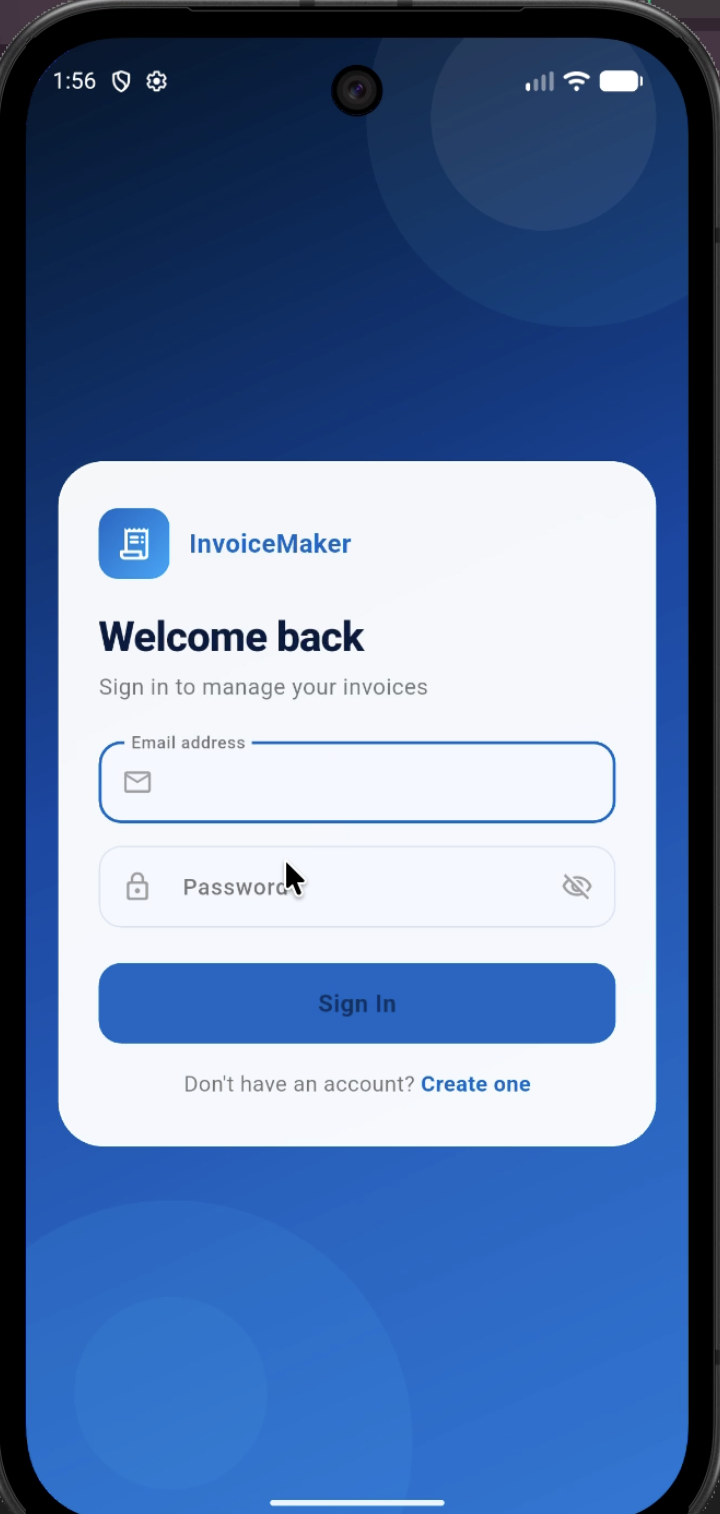 1:56
InvoiceMaker
Welcome back
Sign in to manage your invoices
Email address
Password
Sign In
Don't have an account? Create one